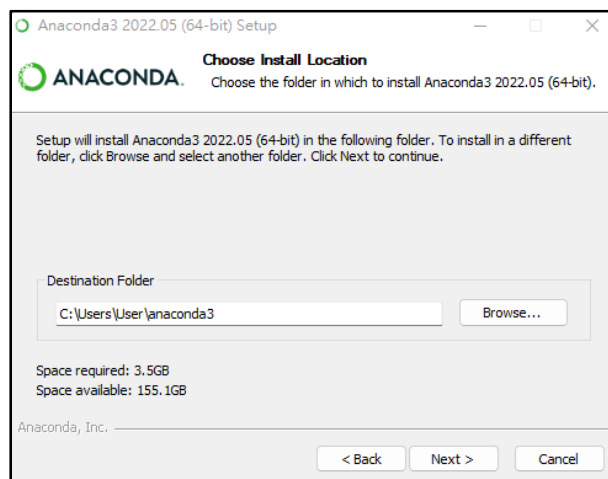 Anaconda3 2022.05 (64-bit) Setup
ANACONDA.
Choose Install Location
Choose the folder in which to install Anaconda3 2022.05 (64-bit).
Setup will install Anaconda3 2022.05 (64-bit) in the following folder. To install in a different
folder, click Browse and select another folder. Click Next to continue.
Destination Folder
C:\Users\User\anaconda3
Browse...
Space required: 3.5GB
Space available: 155.1GB
Anaconda, Inc.
< Back
Next >
Cancel